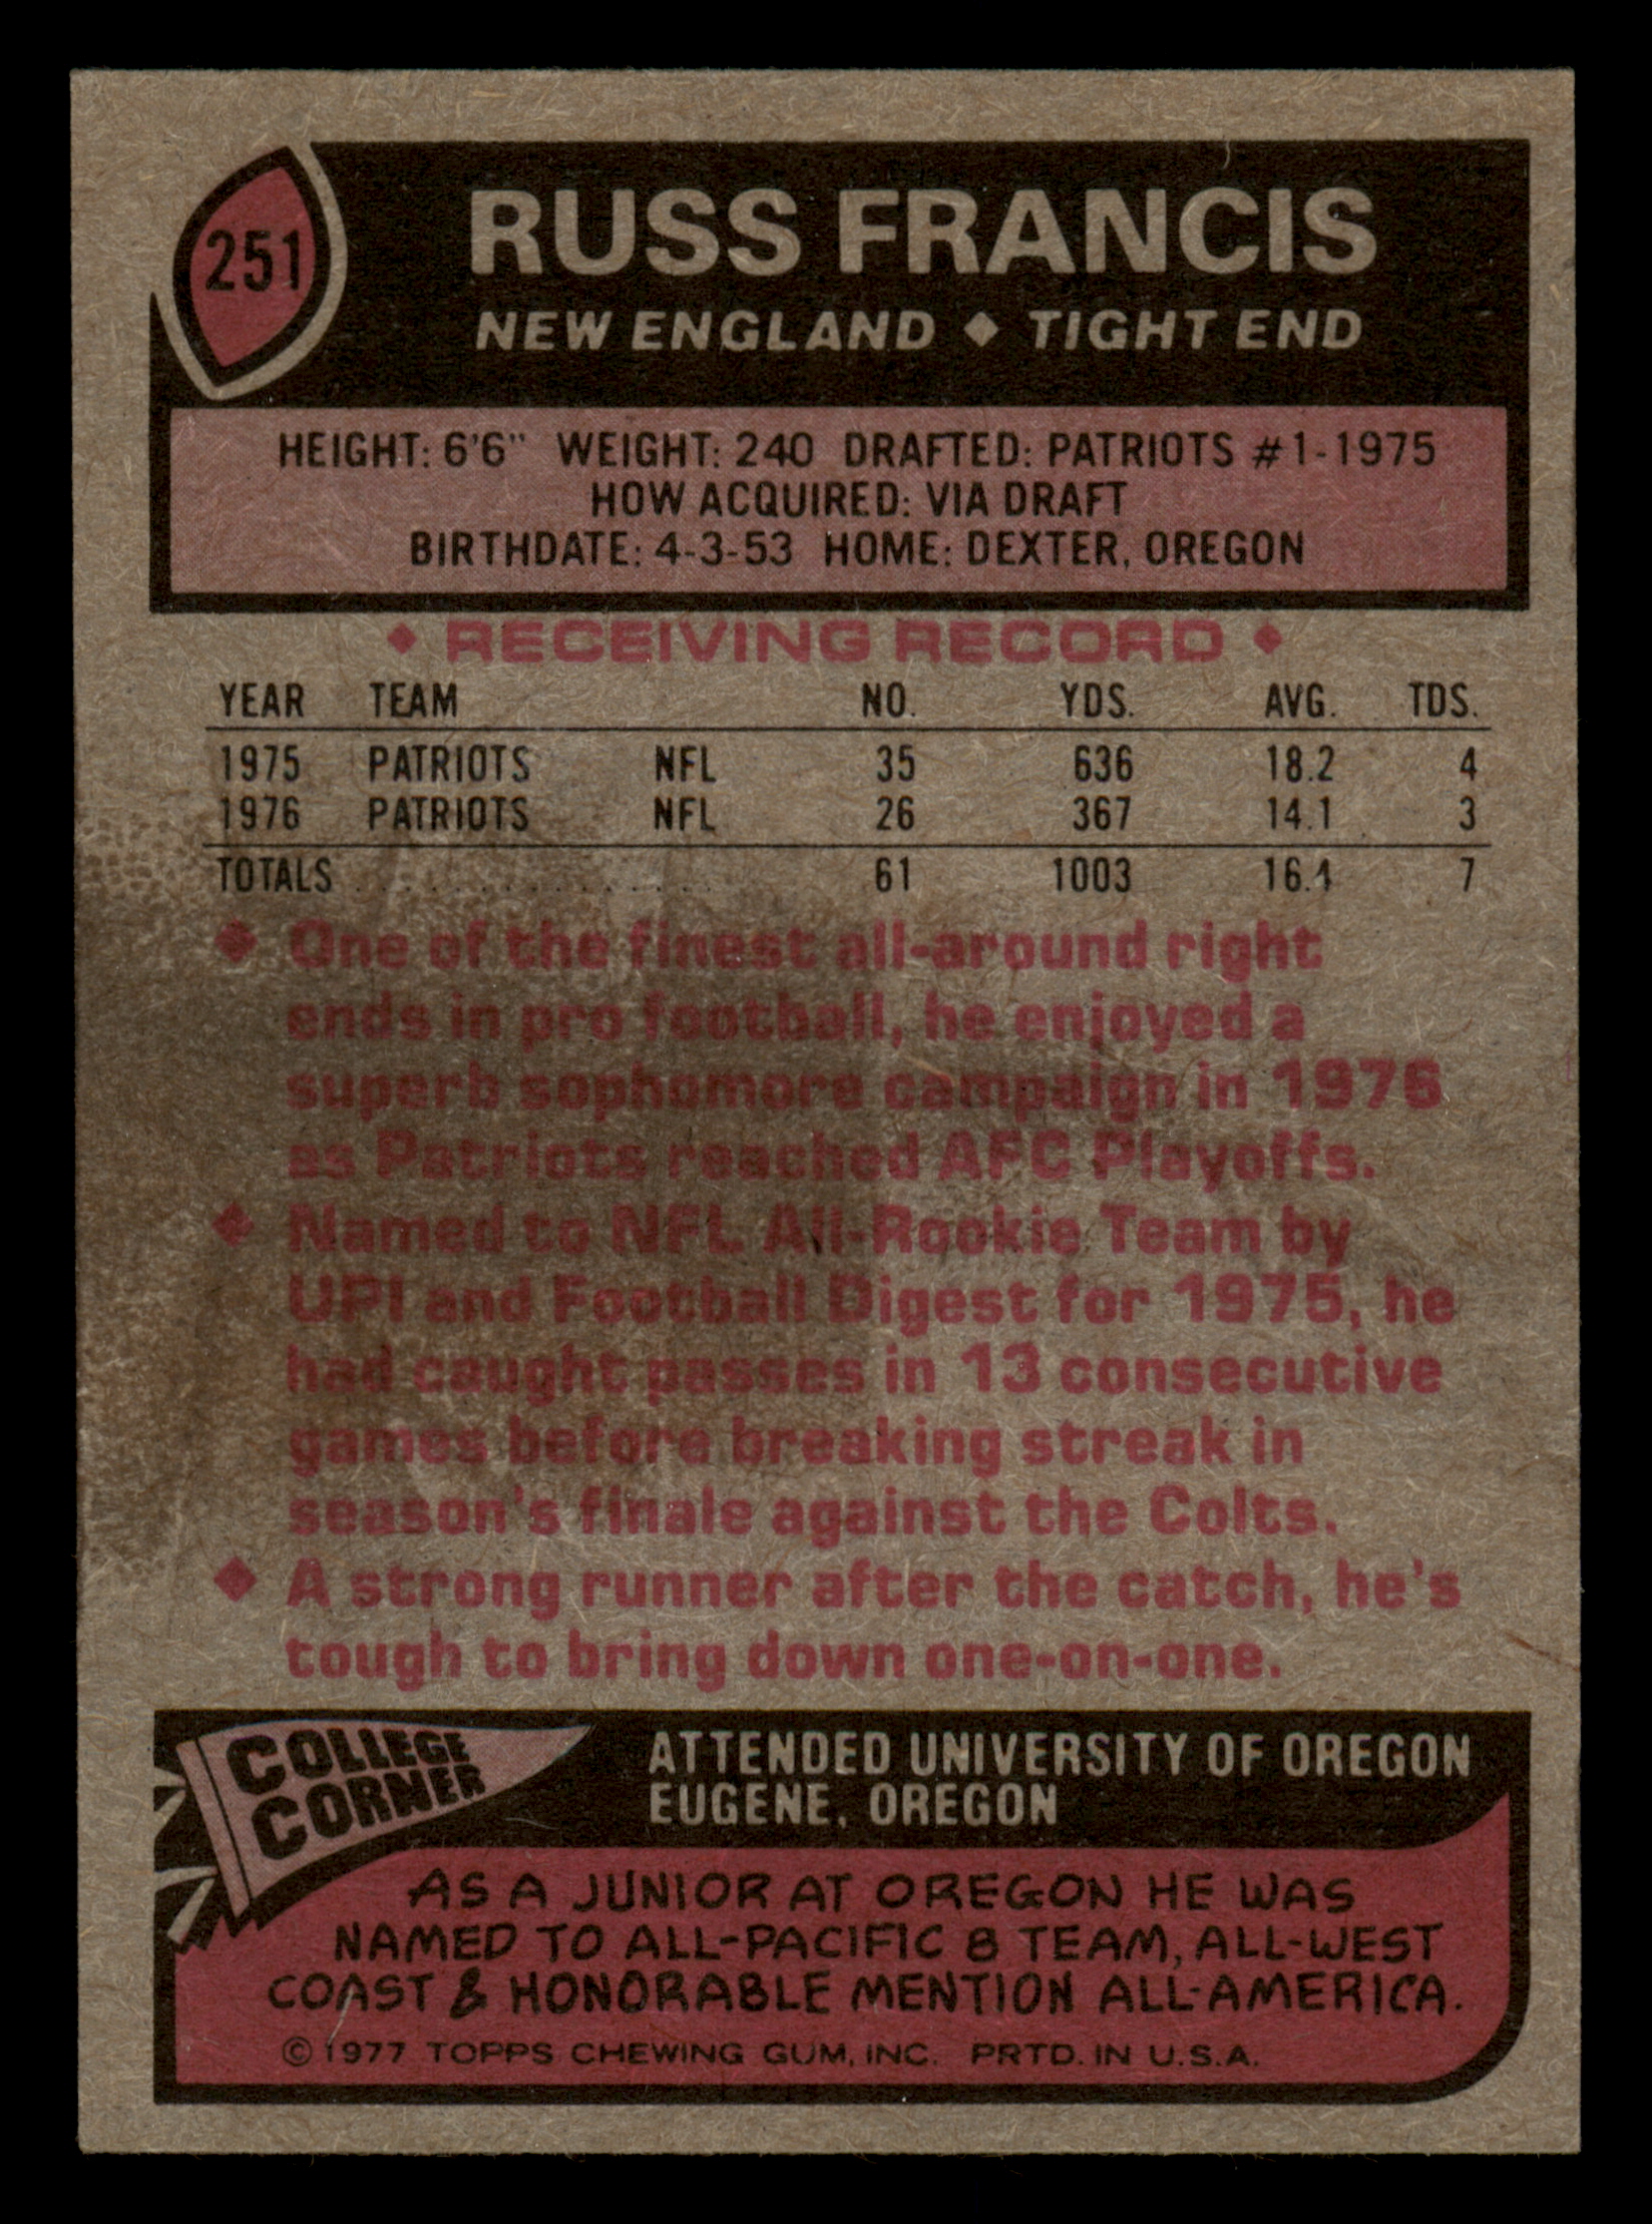 251
RUSS FRANCIS
NEW ENGLAND ◆ TIGHT END
HEIGHT: 6'6" WEIGHT: 240 DRAFTED: PATRIOTS #1-1975
HOW ACQUIRED: VIA DRAFT
BIRTHDATE: 4-3-53 HOME: DEXTER, OREGON
◆ RECEIVING RECORD ◆
YEAR TEAM NO. YDS. AVG. TDS.
1975 PATRIOTS NFL 35 636 18.2 4
1976 PATRIOTS NFL 26 367 14.1 3
TOTALS . . . . . . . . . . . . . . . . . 61 1003 16.4 7
◆ One of the finest all-around right
ends in pro football, he enjoyed a
superb sophomore campaign in 1976
as Patriots reached AFC Playoffs.
◆ Named to NFL All-Rookie Team by
UPI and Football Digest for 1975, he
had caught passes in 13 consecutive
games before breaking streak in
season's finale against the Colts.
◆ A strong runner after the catch, he's
tough to bring down one-on-one.
COLLEGE
CORNER
ATTENDED UNIVERSITY OF OREGON
EUGENE, OREGON
AS A JUNIOR AT OREGON HE WAS
NAMED TO ALL-PACIFIC 8 TEAM, ALL-WEST
COAST & HONORABLE MENTION ALL-AMERICA.
© 1977 TOPPS CHEWING GUM, INC. PRTD. IN U.S.A.